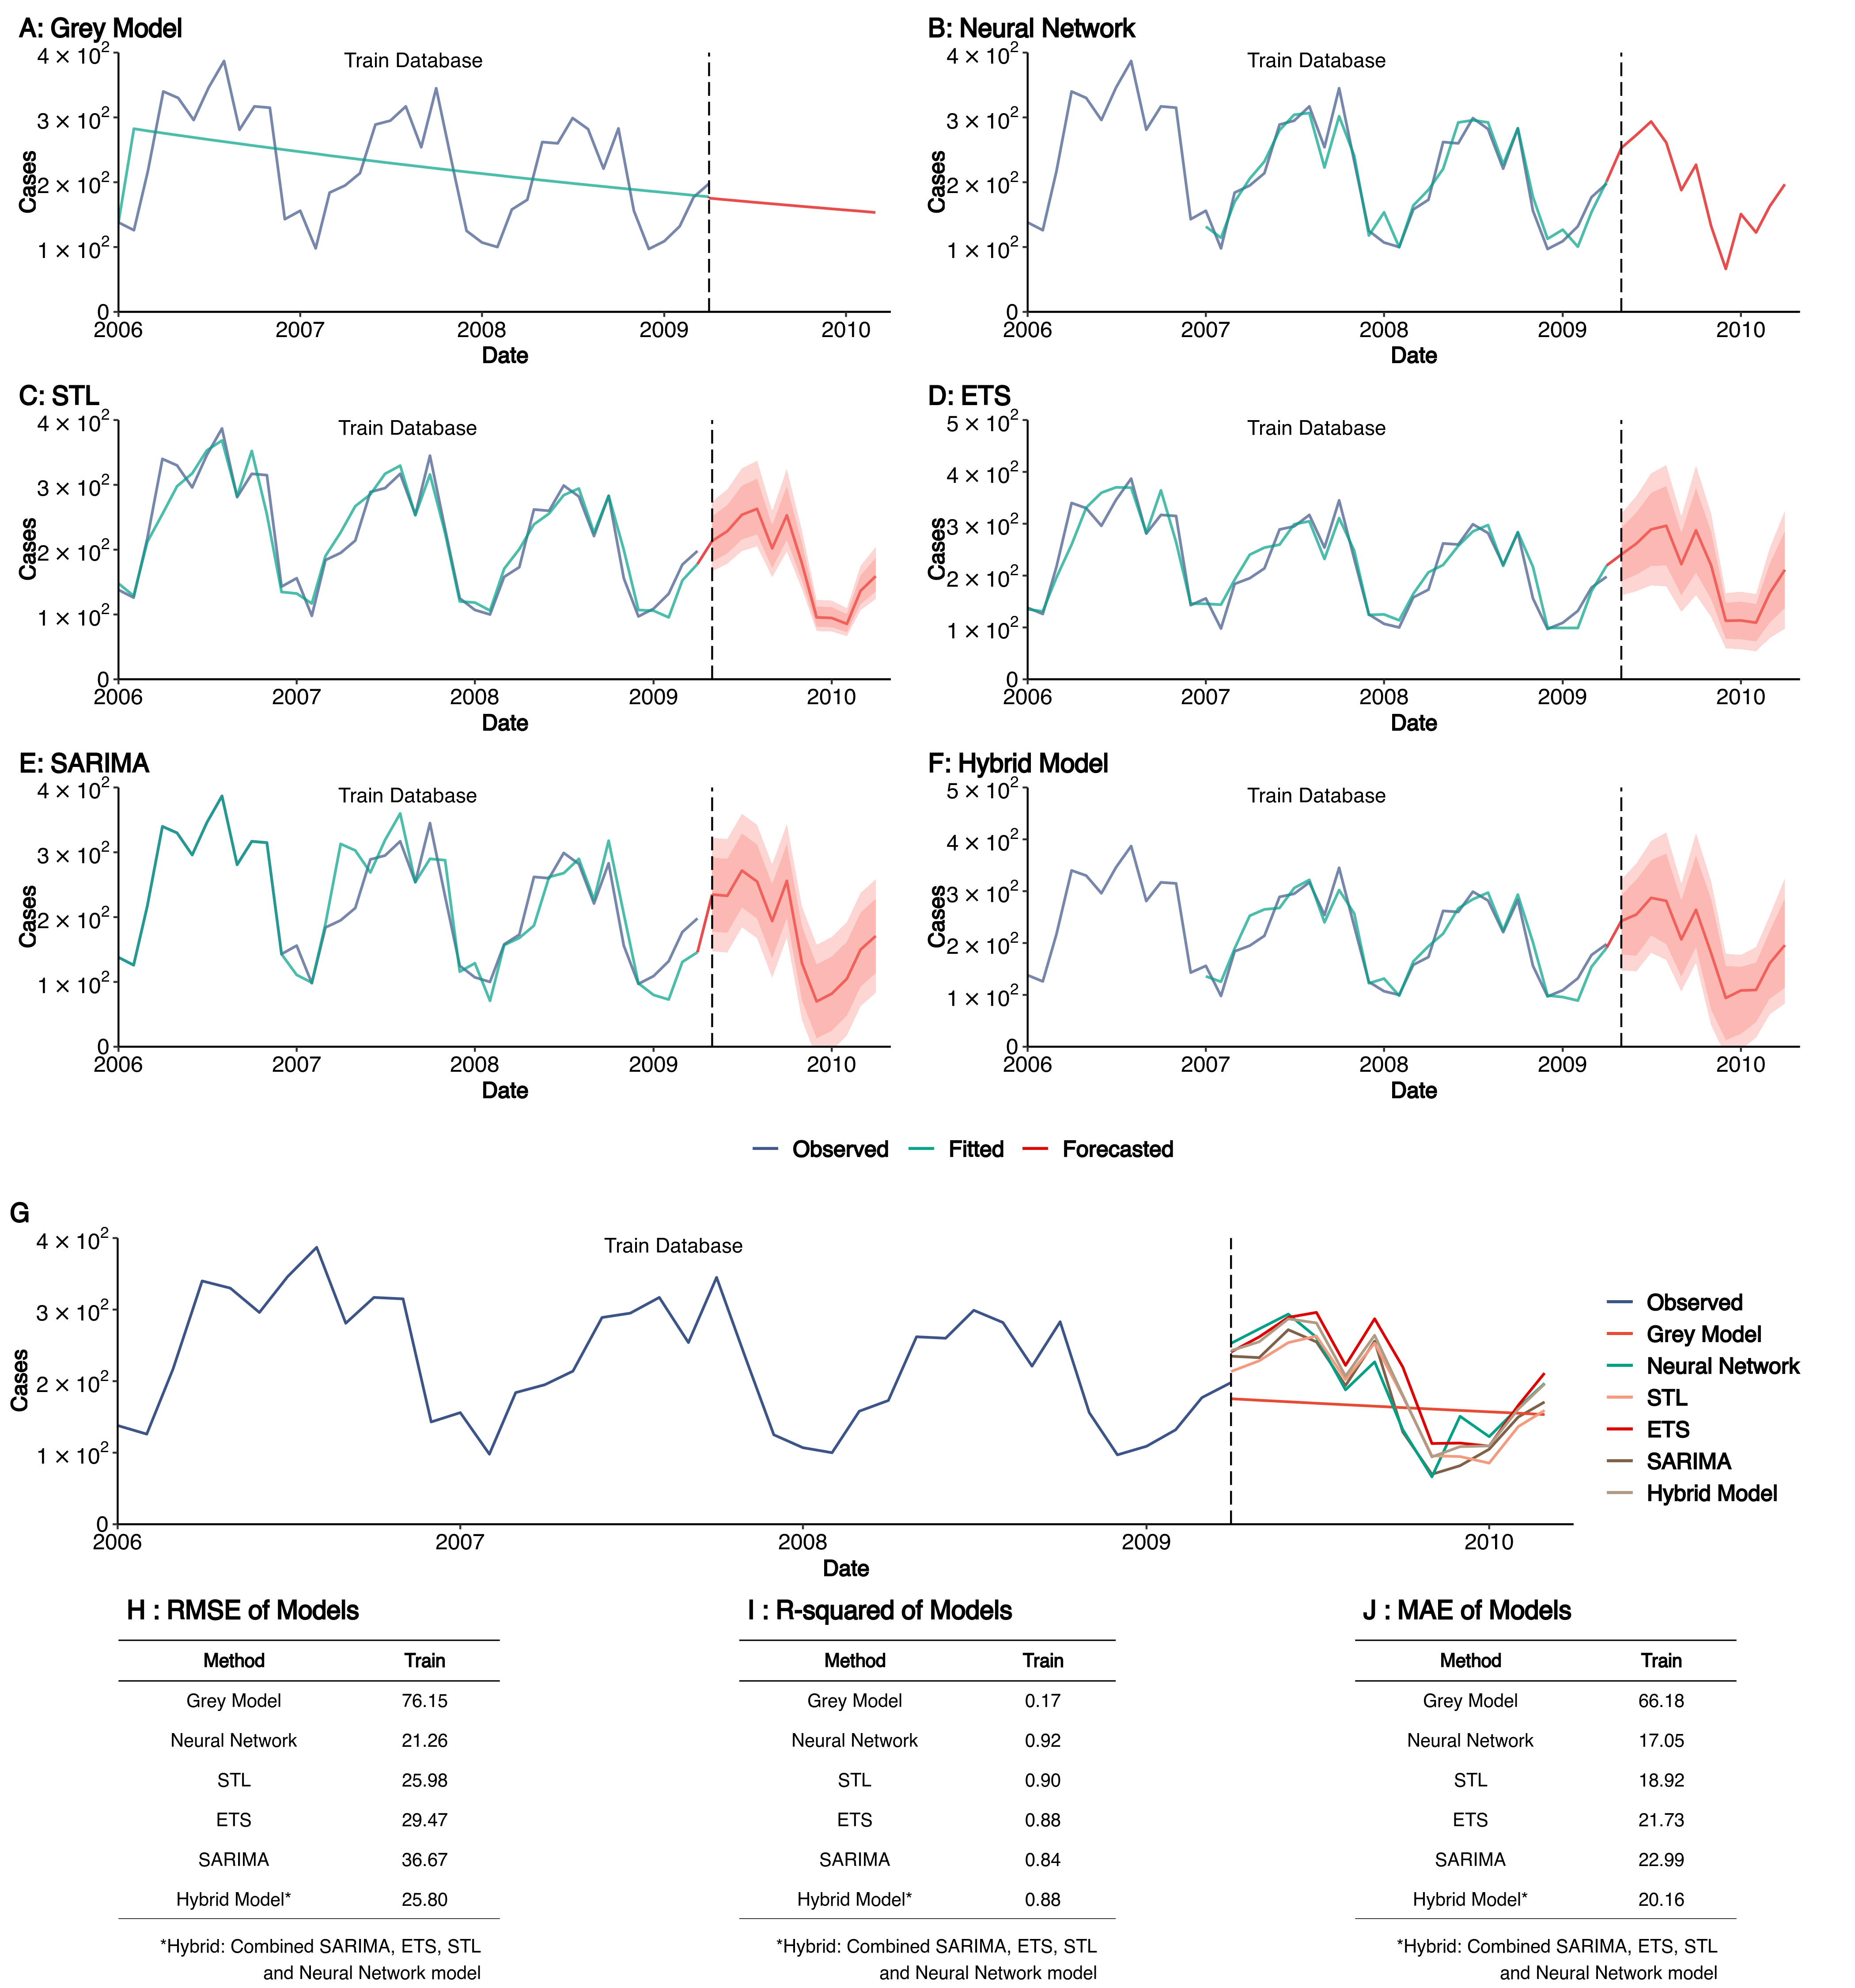 A: Grey Model
Train Database
4 × 10²
3 × 10²
2 × 10²
1 × 10²
0
Cases
2006 2007 2008 2009 2010
Date
B: Neural Network
Train Database
4 × 10²
3 × 10²
2 × 10²
1 × 10²
0
Cases
2006 2007 2008 2009 2010
Date
C: STL
Train Database
4 × 10²
3 × 10²
2 × 10²
1 × 10²
0
Cases
2006 2007 2008 2009 2010
Date
D: ETS
Train Database
5 × 10²
4 × 10²
3 × 10²
2 × 10²
1 × 10²
0
Cases
2006 2007 2008 2009 2010
Date
E: SARIMA
Train Database
4 × 10²
3 × 10²
2 × 10²
1 × 10²
0
Cases
2006 2007 2008 2009 2010
Date
F: Hybrid Model
Train Database
5 × 10²
4 × 10²
3 × 10²
2 × 10²
1 × 10²
0
Cases
2006 2007 2008 2009 2010
Date
Observed Fitted Forecasted
G
Train Database
4 × 10²
3 × 10²
2 × 10²
1 × 10²
0
Cases
2006 2007 2008 2009 2010
Date
Observed
Grey Model
Neural Network
STL
ETS
SARIMA
Hybrid Model
H : RMSE of Models
Method Train
Grey Model 76.15
Neural Network 21.26
STL 25.98
ETS 29.47
SARIMA 36.67
Hybrid Model* 25.80
*Hybrid: Combined SARIMA, ETS, STL
and Neural Network model
I : R-squared of Models
Method Train
Grey Model 0.17
Neural Network 0.92
STL 0.90
ETS 0.88
SARIMA 0.84
Hybrid Model* 0.88
*Hybrid: Combined SARIMA, ETS, STL
and Neural Network model
J : MAE of Models
Method Train
Grey Model 66.18
Neural Network 17.05
STL 18.92
ETS 21.73
SARIMA 22.99
Hybrid Model* 20.16
*Hybrid: Combined SARIMA, ETS, STL
and Neural Network model